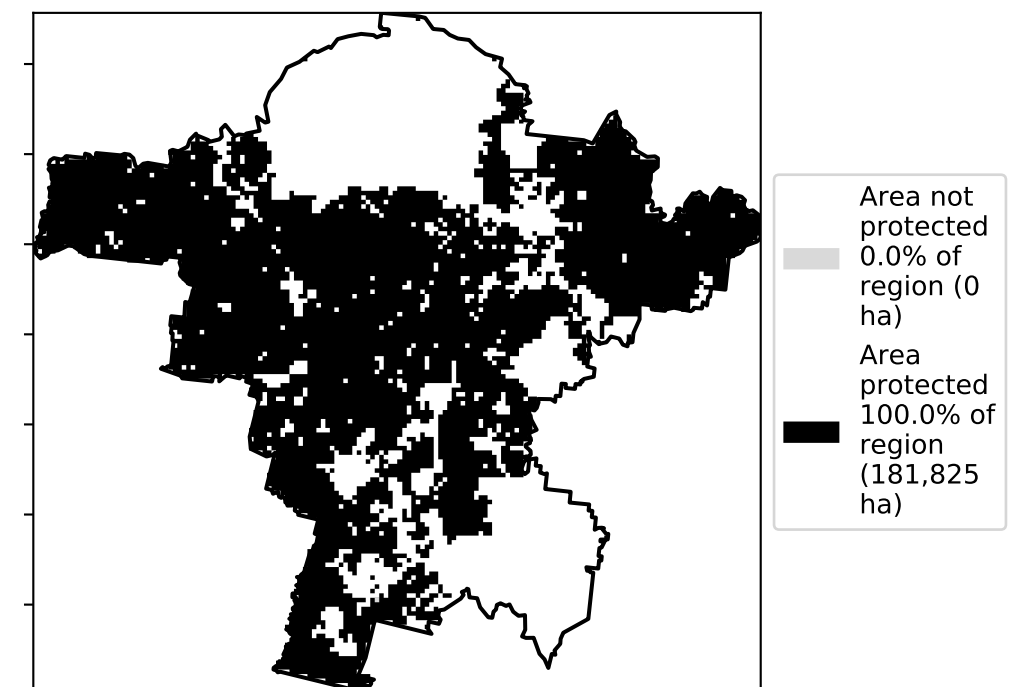 Area not
protected
0.0% of
region (0
ha)
Area
protected
100.0% of
region
(181,825
ha)